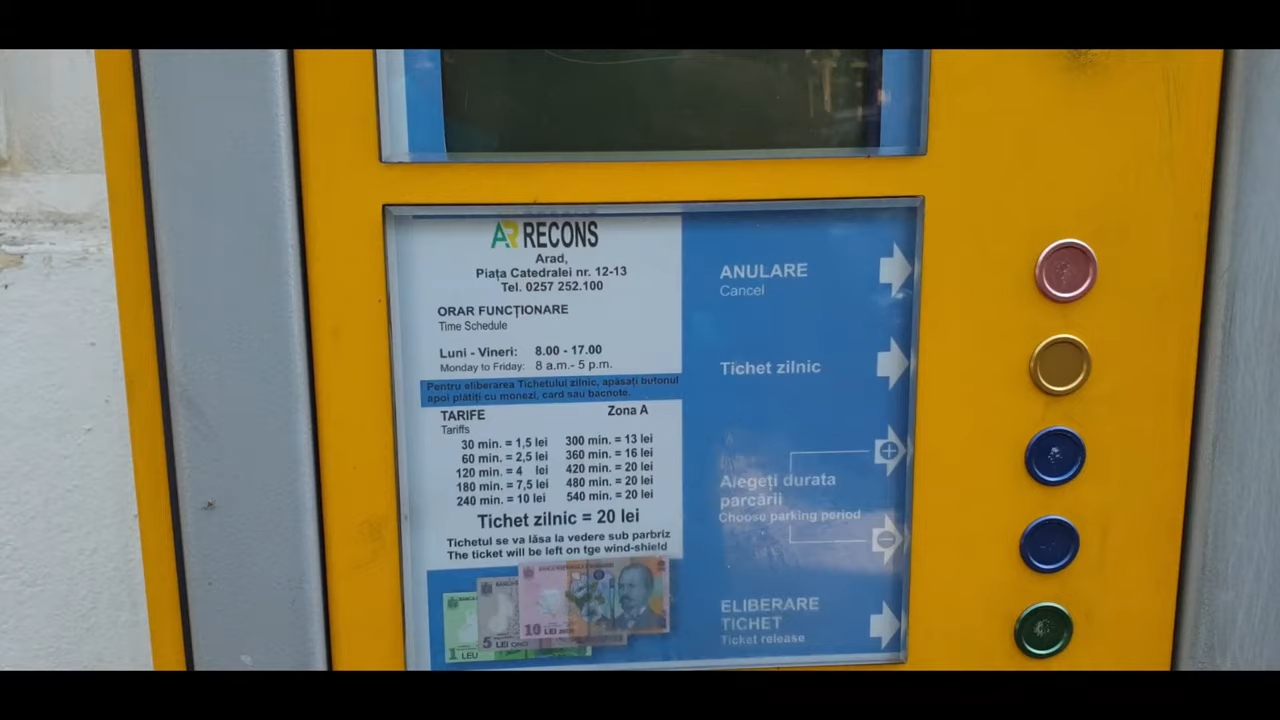 AR RECONS
Arad,
Piața Catedralei nr. 12-13
Tel. 0257 252.100
ORAR FUNCȚIONARE
Time Schedule
Luni - Vineri: 8.00 - 17.00
Monday to Friday: 8 a.m.- 5 p.m.
Pentru eliberarea Tichetului zilnic, apăsați butonul
apoi plătiți cu monezi, card sau bacnote.
TARIFE Zona A
Tariffs
30 min. = 1,5 lei 300 min. = 13 lei
60 min. = 2,5 lei 360 min. = 16 lei
120 min. = 4 lei 420 min. = 20 lei
180 min. = 7,5 lei 480 min. = 20 lei
240 min. = 10 lei 540 min. = 20 lei
Tichet zilnic = 20 lei
Tichetul se va lăsa la vedere sub parbriz
The ticket will be left on tge wind-shield
10 LEI
5 LEI
1 LEU
ANULARE
Cancel
Tichet zilnic
Alegeți durata
parcării
Choose parking period
ELIBERARE
TICHET
Ticket release